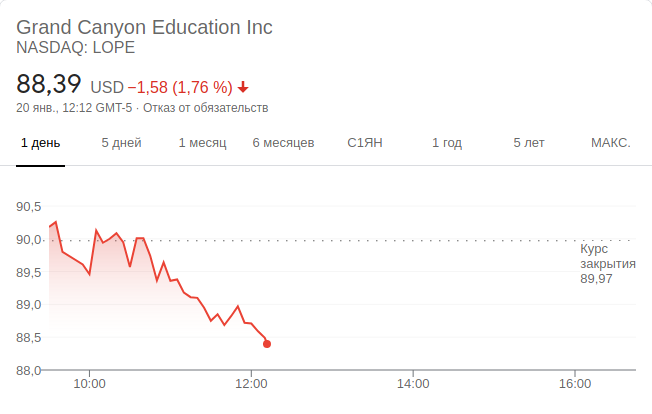 Grand Canyon Education Inc
NASDAQ: LOPE
88,39 USD −1,58 (1,76 %)
20 янв., 12:12 GMT-5 · Отказ от обязательств
1 день 5 дней 1 месяц 6 месяцев С1ЯН 1 год 5 лет МАКС.
90,5
90,0
Курс
закрытия
89,97
89,5
89,0
88,5
88,0
10:00 12:00 14:00 16:00